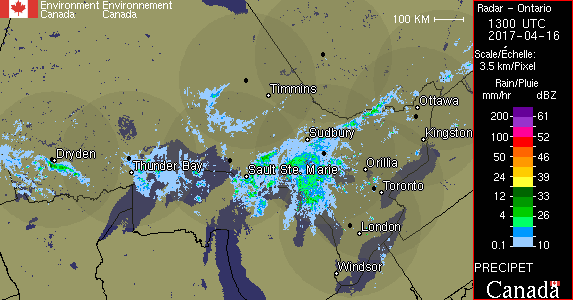 Environment Environnement
Canada Canada
100 KM
Timmins
Ottawa
Sudbury
Kingston
Dryden
Thunder Bay
Sault Ste. Marie
Orillia
Toronto
London
Windsor
Radar - Ontario
1300 UTC
2017-04-16
Scale/Échelle:
3.5 km/Pixel
Rain/Pluie
mm/hr dBZ
200 61
100 52
50 46
24 39
12 33
4 26
0.1 10
PRECIPET
Canada